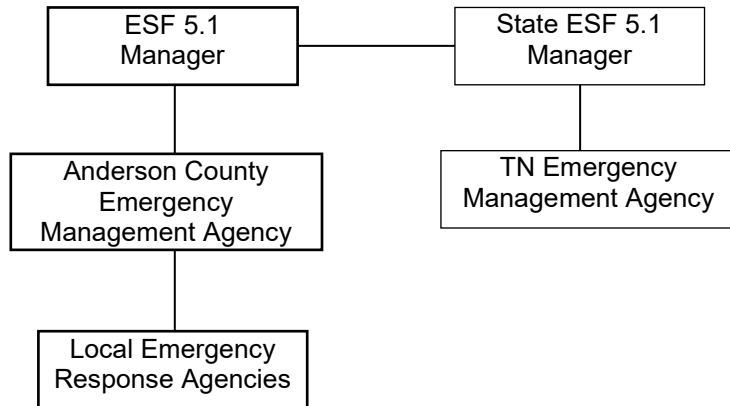 ESF 5.1
Manager
State ESF 5.1
Manager
Anderson County
Emergency
Management Agency
TN Emergency
Management Agency
Local Emergency
Response Agencies